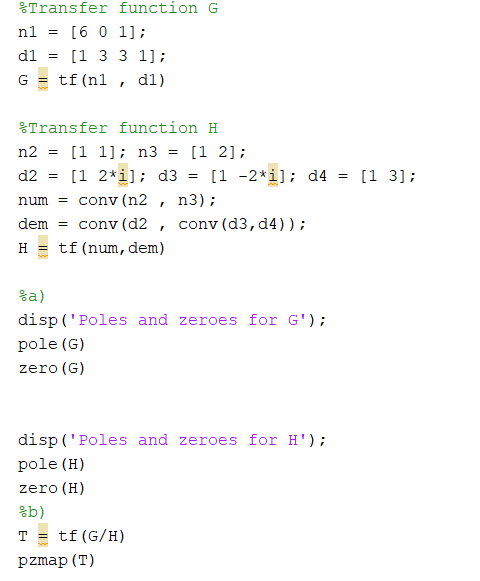 %Transfer function G
n1 = [6 0 1];
d1 = [1 3 3 1];
G = tf(n1 , d1)
%Transfer function H
n2 = [1 1]; n3 = [1 2];
d2 = [1 2*i]; d3 = [1 -2*i]; d4 = [1 3];
num = conv(n2 , n3);
dem = conv(d2 , conv(d3,d4));
H = tf(num,dem)
%a)
disp('Poles and zeroes for G');
pole(G)
zero(G)
disp('Poles and zeroes for H');
pole(H)
zero(H)
%b)
T = tf(G/H)
pzmap(T)